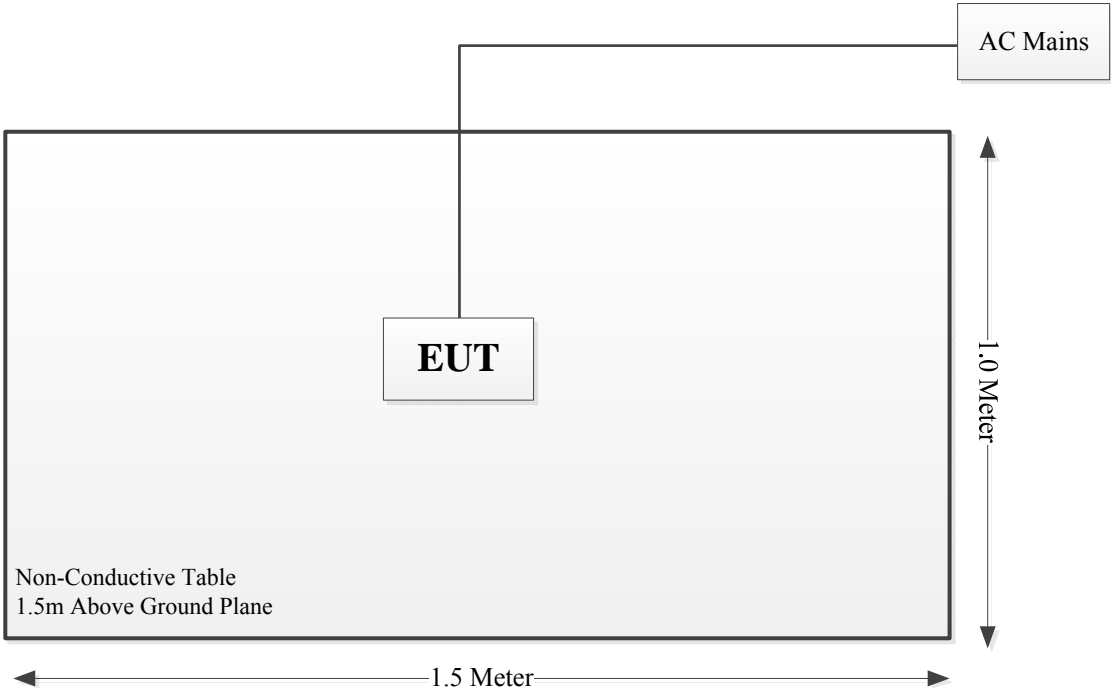 AC Mains
EUT
1.0 Meter
Non-Conductive Table
1.5m Above Ground Plane
1.5 Meter